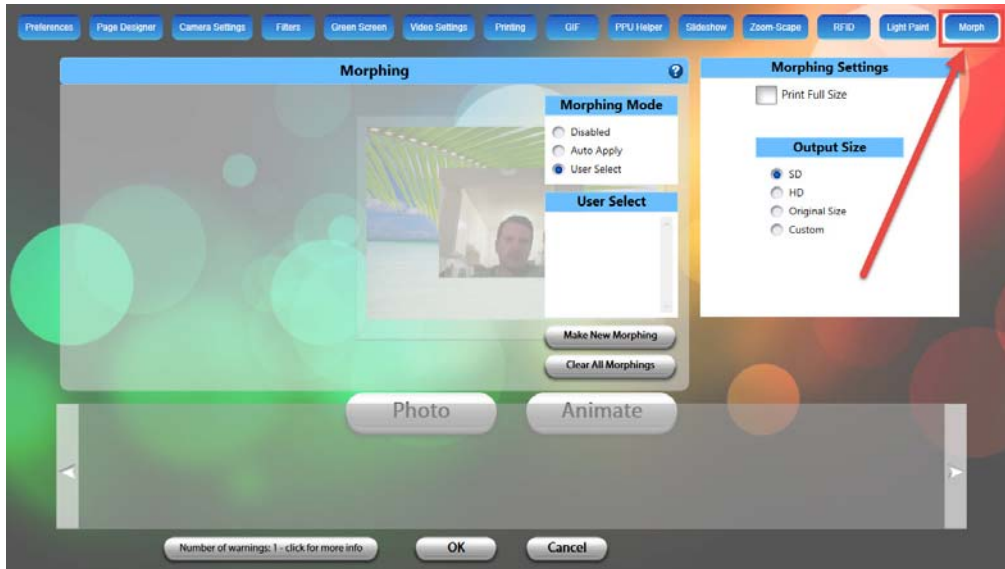 Preferences
Page Designer
Camera Settings
Filters
Green Screen
Video Settings
Printing
GIF
PPU Helper
Slideshow
Zoom-Scape
RFID
Light Paint
Morph
Morphing
?
Morphing Mode
Disabled
Auto Apply
User Select
User Select
Make New Morphing
Clear All Morphings
Morphing Settings
Print Full Size
Output Size
SD
HD
Original Size
Custom
Photo
Animate
Number of warnings: 1 - click for more info
OK
Cancel